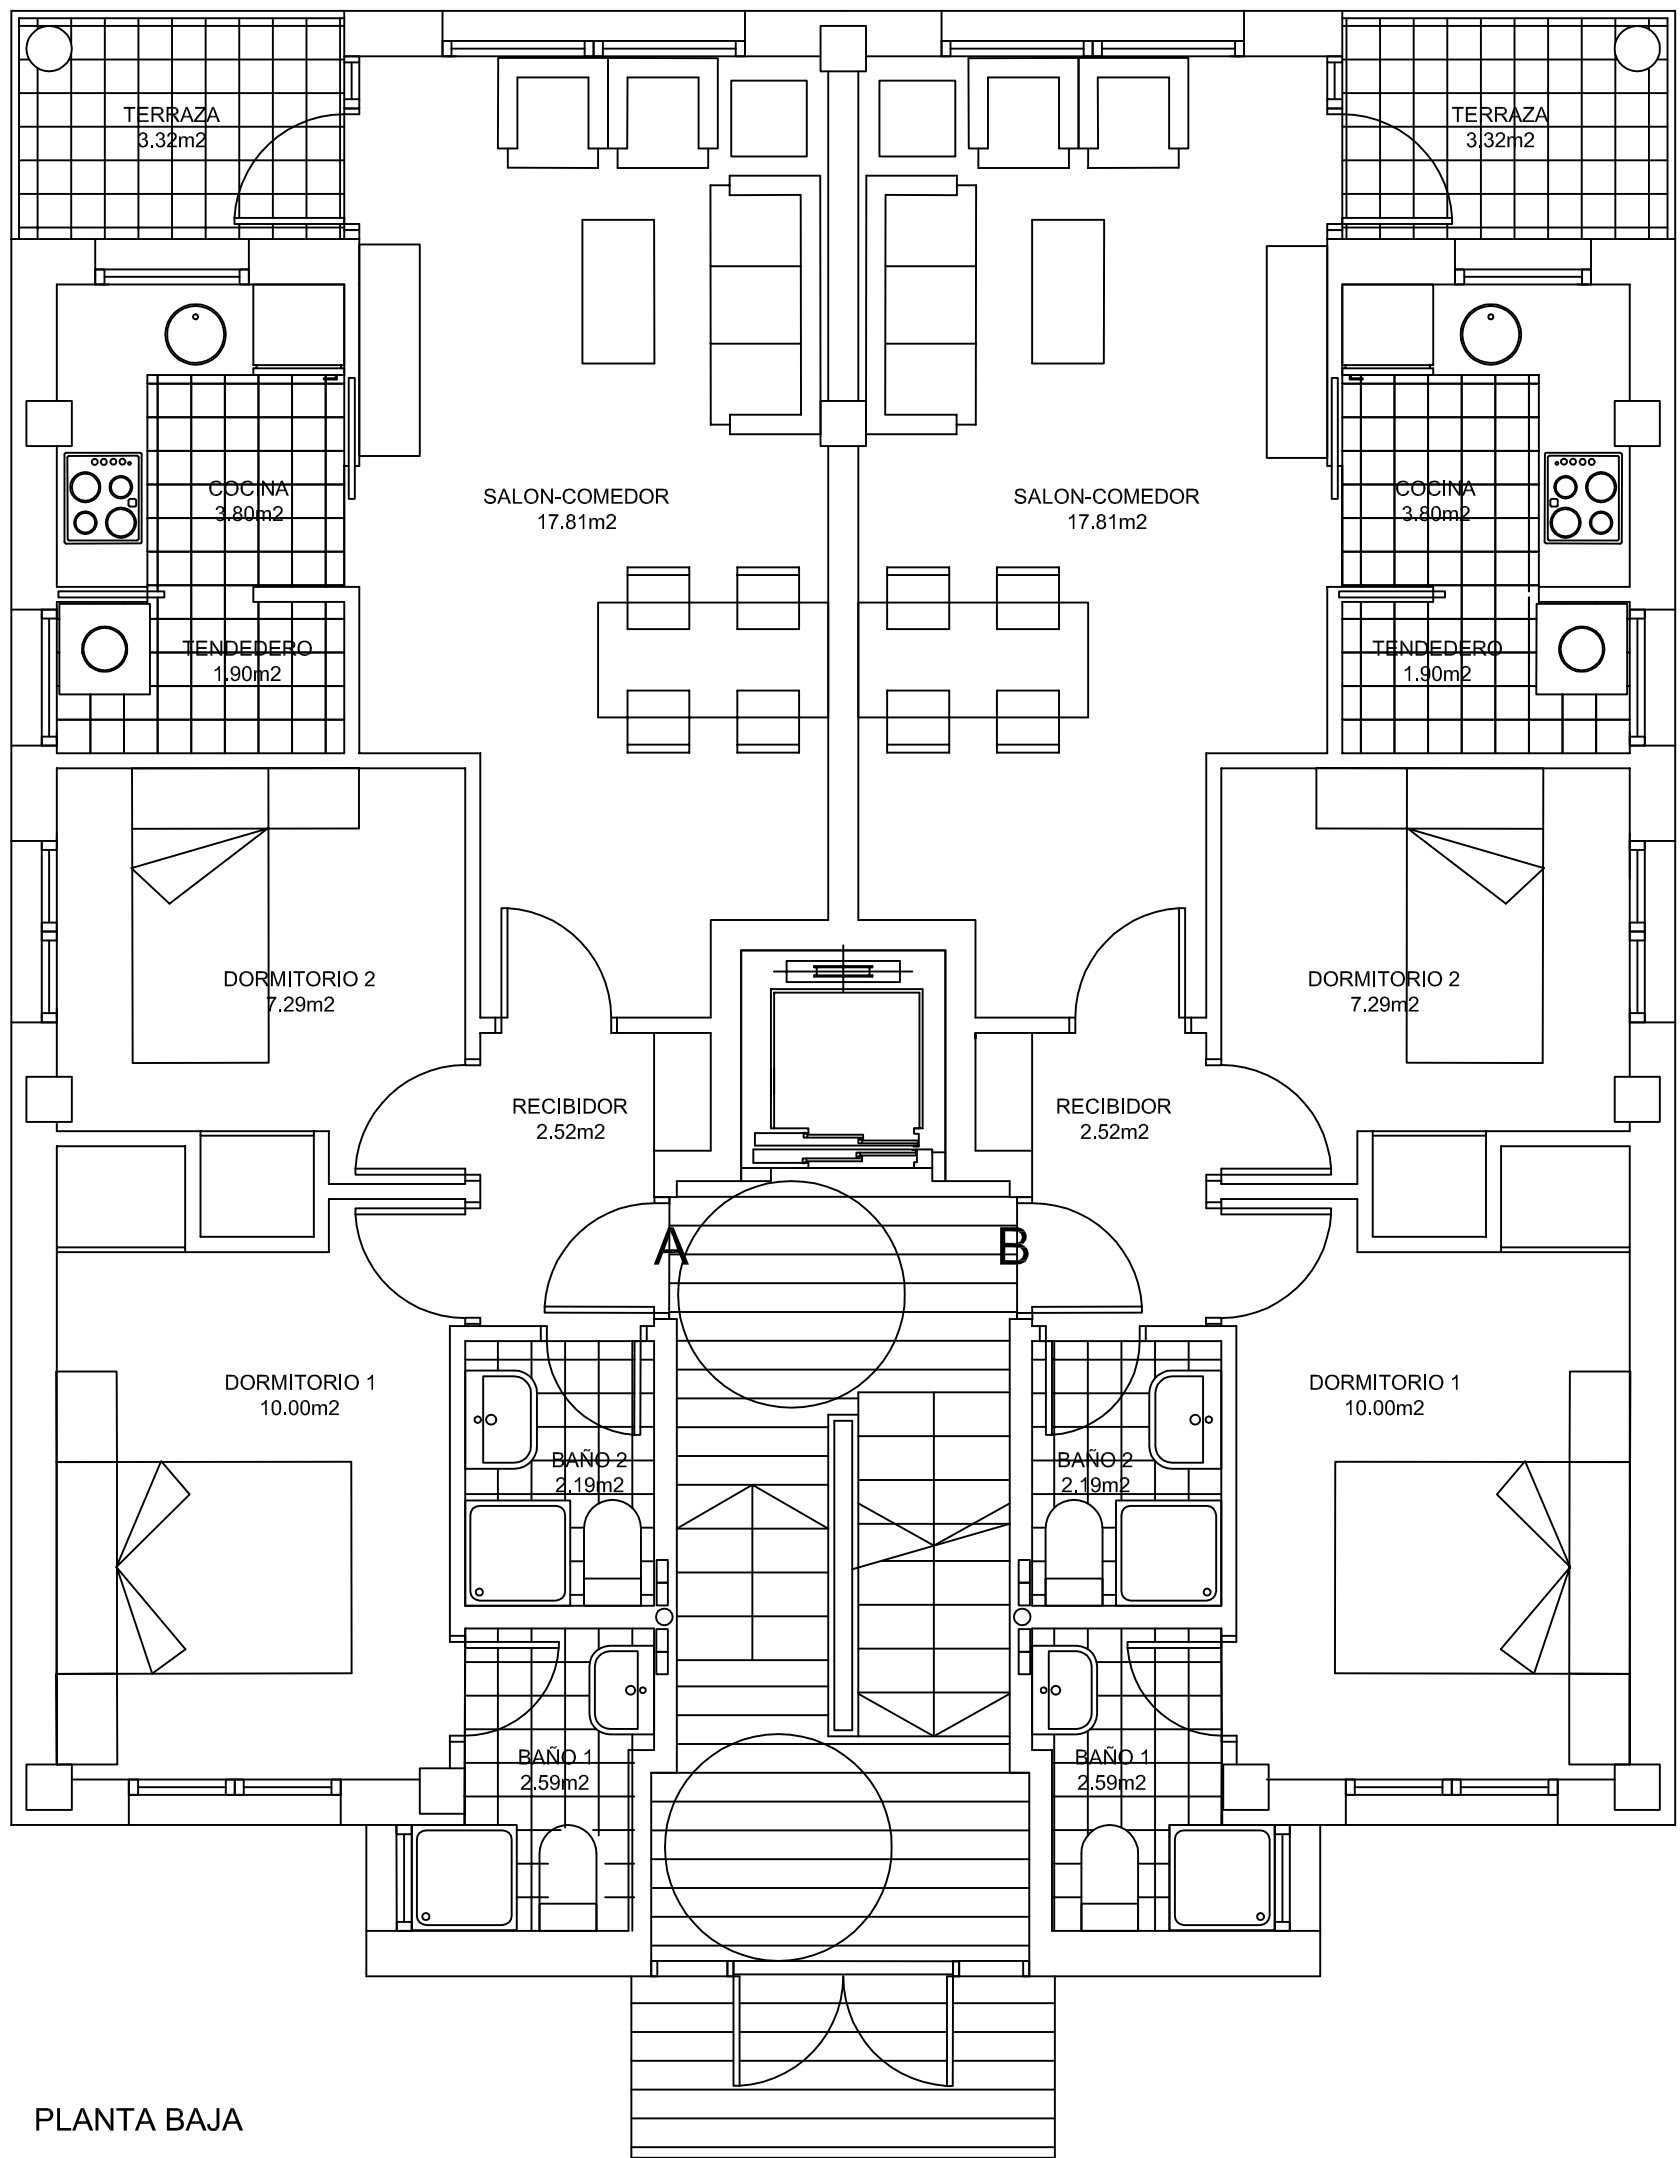 TERRAZA
3.32m2
TERRAZA
3.32m2
COCINA
3.80m2
SALON-COMEDOR
17.81m2
SALON-COMEDOR
17.81m2
COCINA
3.80m2
TENDEDERO
1.90m2
TENDEDERO
1.90m2
DORMITORIO 2
7.29m2
DORMITORIO 2
7.29m2
RECIBIDOR
2.52m2
RECIBIDOR
2.52m2
A
B
DORMITORIO 1
10.00m2
DORMITORIO 1
10.00m2
BAÑO 2
2,19m2
BAÑO 2
2,19m2
BAÑO 1
2.59m2
BAÑO 1
2.59m2
PLANTA BAJA